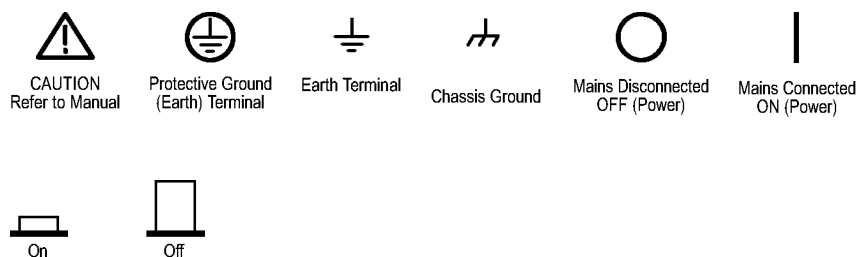 CAUTION
Refer to Manual
Protective Ground
(Earth) Terminal
Earth Terminal
Chassis Ground
Mains Disconnected
OFF (Power)
Mains Connected
ON (Power)
On
Off